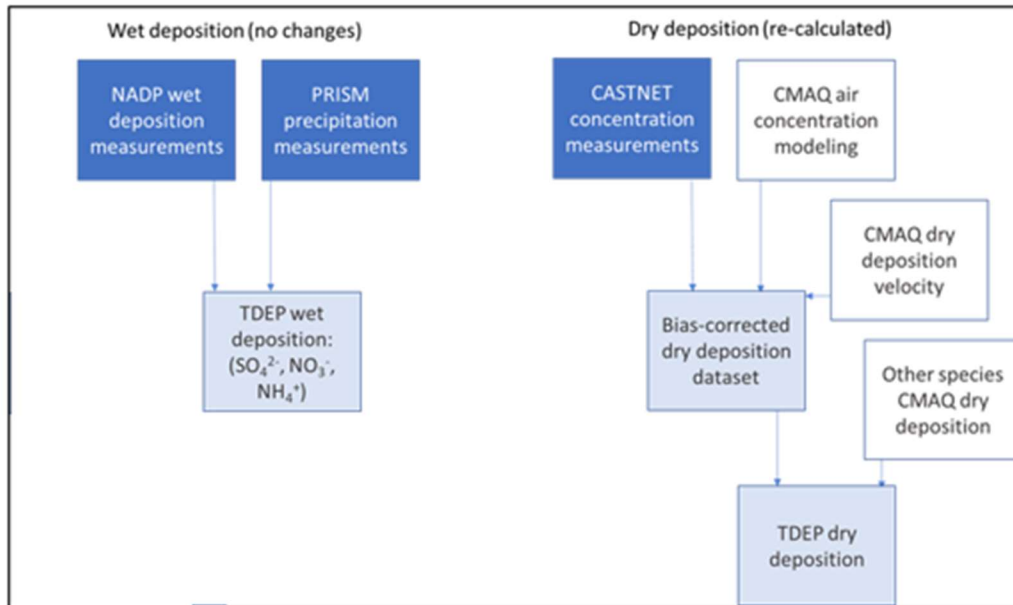 Wet deposition (no changes)
Dry deposition (re-calculated)
NADP wet
deposition
measurements
PRISM
precipitation
measurements
CASTNET
concentration
measurements
CMAQ air
concentration
modeling
CMAQ dry
deposition
velocity
TDEP wet
deposition:
(SO₄²⁻, NO₃⁻,
NH₄⁺)
Bias-corrected
dry deposition
dataset
Other species
CMAQ dry
deposition
TDEP dry
deposition